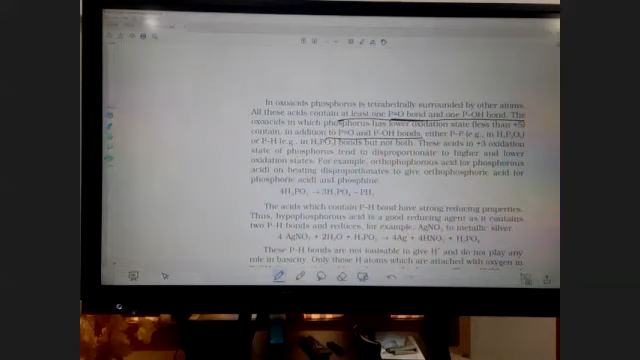 In oxoacids phosphorus is tetrahedrally surrounded by other atoms.
All these acids contain at least one P=O bond and one P–OH bond. The
oxoacids in which phosphorus has lower oxidation state (less than +5)
contain, in addition to P=O and P–OH bonds, either P–P (e.g., in H₄P₂O₆)
or P–H (e.g., in H₃PO₂) bonds but not both. These acids in +3 oxidation
state of phosphorus tend to disproportionate to higher and lower
oxidation states. For example, orthophosphorous acid (or phosphorous
acid) on heating disproportionates to give orthophosphoric acid (or
phosphoric acid) and phosphine.
4H₃PO₃ → 3H₃PO₄ + PH₃
The acids which contain P–H bond have strong reducing properties.
Thus, hypophosphorous acid is a good reducing agent as it contains
two P–H bonds and reduces, for example, AgNO₃ to metallic silver.
4 AgNO₃ + 2H₂O + H₃PO₂ → 4Ag + 4HNO₃ + H₃PO₄
These P–H bonds are not ionisable to give H⁺ and do not play any
role in basicity. Only those H atoms which are attached with oxygen in